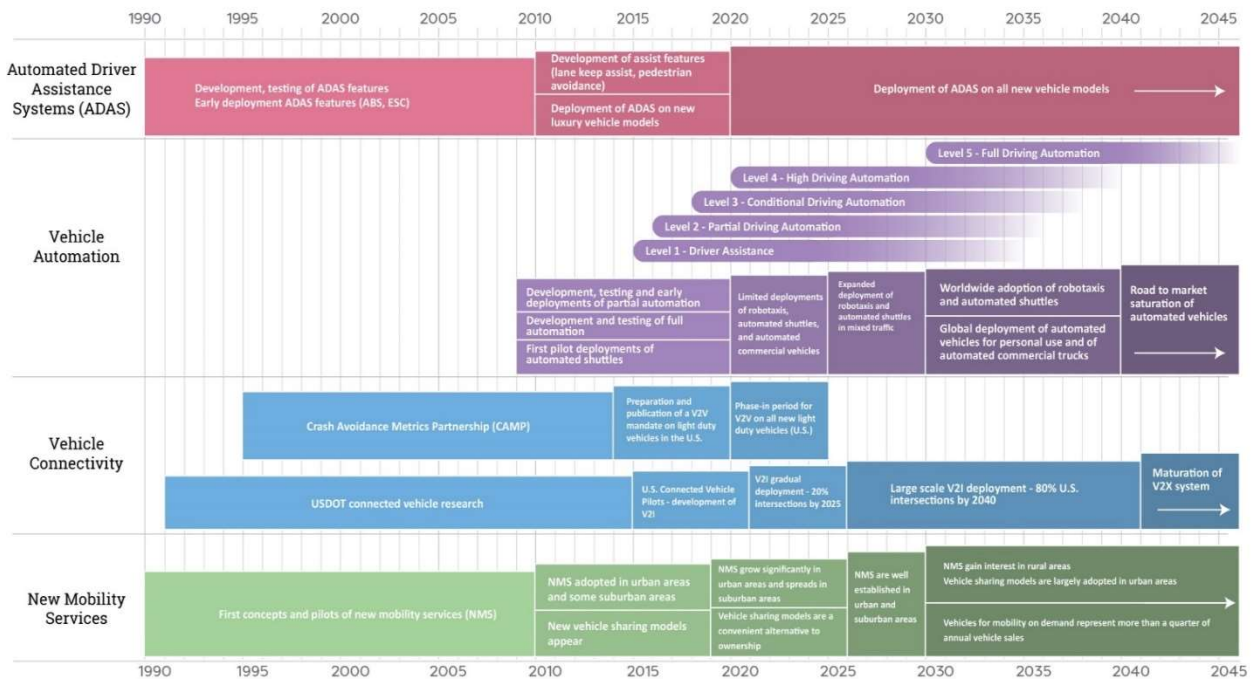 1990 1995 2000 2005 2010 2015 2020 2025 2030 2035 2040 2045
Automated Driver
Assistance
Systems (ADAS)
Development, testing of ADAS features
Early deployment ADAS features (ABS, ESC)
Development of assist features
(lane keep assist, pedestrian
avoidance)
Deployment of ADAS on new
luxury vehicle models
Deployment of ADAS on all new vehicle models
Vehicle
Automation
Level 5 - Full Driving Automation
Level 4 - High Driving Automation
Level 3 - Conditional Driving Automation
Level 2 - Partial Driving Automation
Level 1 - Driver Assistance
Development, testing and early
deployments of partial automation
Development and testing of full
automation
First pilot deployments of
automated shuttles
Limited deployments
of robotaxis,
automated shuttles,
and automated
commercial vehicles
Expanded
deployment of
robotaxis and
automated shuttles
in mixed traffic
Worldwide adoption of robotaxis
and automated shuttles
Global deployment of automated
vehicles for personal use and of
automated commercial trucks
Road to market
saturation of
automated vehicles
Vehicle
Connectivity
Crash Avoidance Metrics Partnership (CAMP)
Preparation and
publication of a V2V
mandate on light duty
vehicles in the U.S.
Phase-in period for
V2V on all new light
duty vehicles (U.S.)
USDOT connected vehicle research
U.S. Connected Vehicle
Pilots - development of
V2I
V2I gradual
deployment - 20%
intersections by 2025
Large scale V2I deployment - 80% U.S.
intersections by 2040
Maturation of
V2X system
New Mobility
Services
First concepts and pilots of new mobility services (NMS)
NMS adopted in urban areas
and some suburban areas
New vehicle sharing models
appear
NMS grow significantly in
urban areas and spreads in
suburban areas
Vehicle sharing models are a
convenient alternative to
ownership
NMS are well
established in
urban and
suburban areas
NMS gain interest in rural areas
Vehicle sharing models are largely adopted in urban areas
Vehicles for mobility on demand represent more than a quarter of
annual vehicle sales
1990 1995 2000 2005 2010 2015 2020 2025 2030 2035 2040 2045